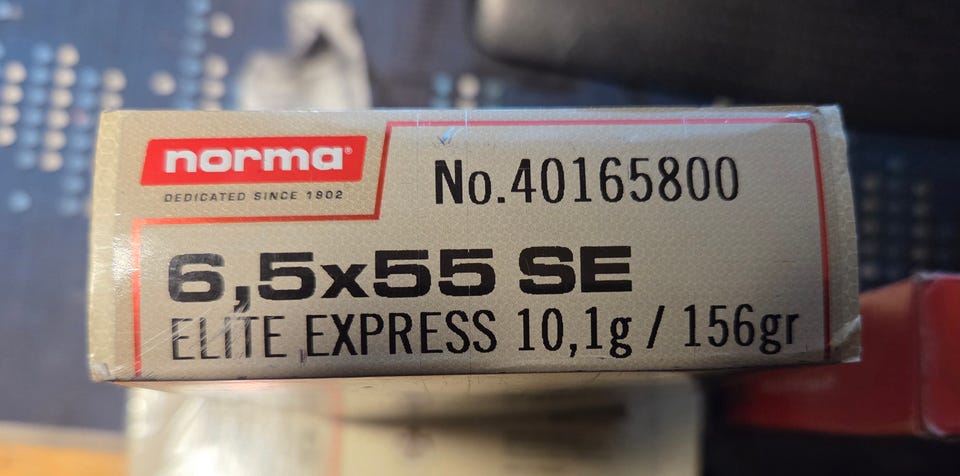 norma®
DEDICATED SINCE 1902
No.40165800
6,5x55 SE
ELITE EXPRESS 10,1g / 156gr